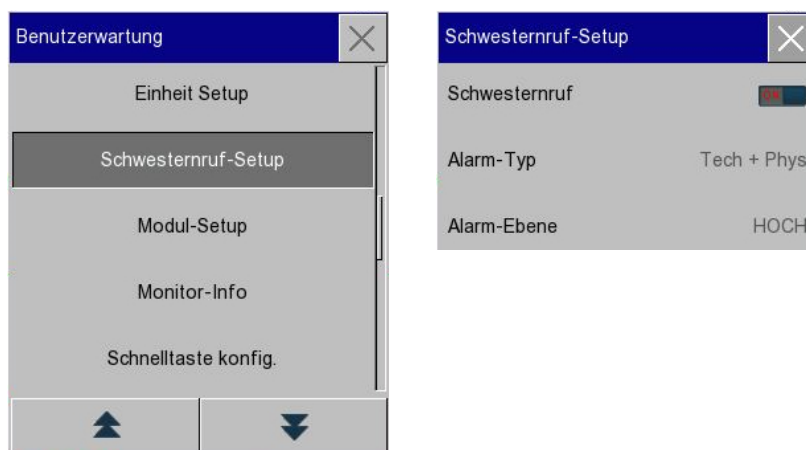 Benutzerwartung
Einheit Setup
Schwesternruf-Setup
Modul-Setup
Monitor-Info
Schnelltaste konfig.
Schwesternruf-Setup
Schwesternruf ON
Alarm-Typ Tech + Phys
Alarm-Ebene HOCH